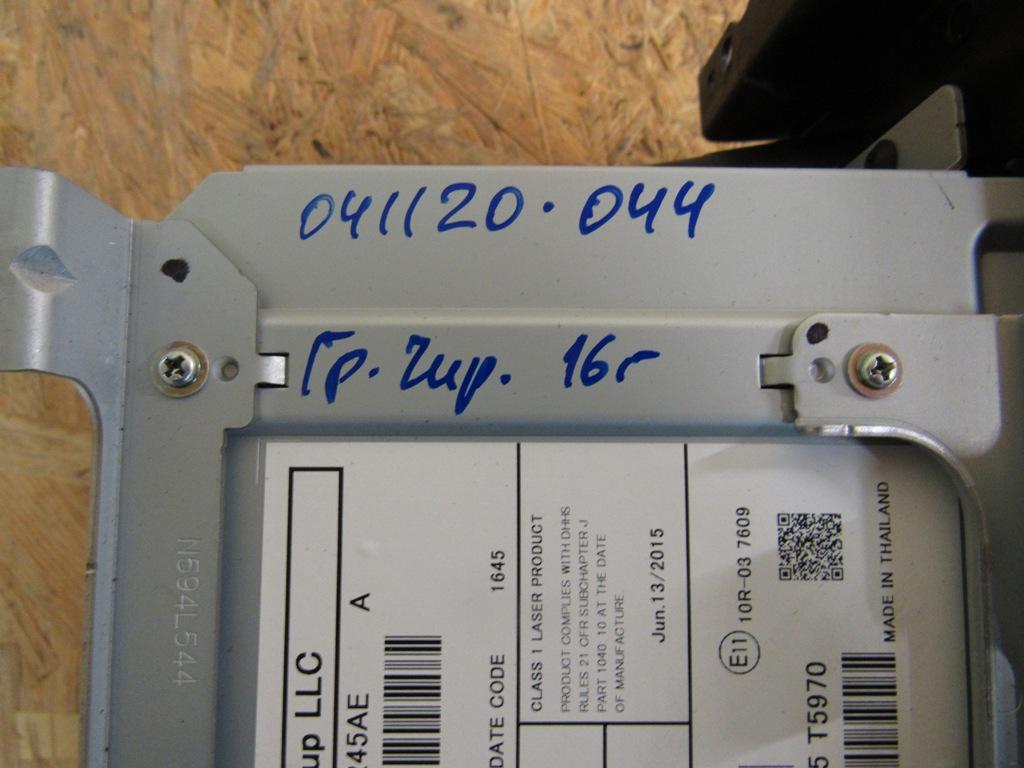 041120·044
Гр. Чир. 16г
N594L544
up LLC
245AE
A
DATE CODE 1645
CLASS 1 LASER PRODUCT
PRODUCT COMPLIES WITH DHHS
RULES 21 CFR SUBCHAPTER J
PART 1040. 10 AT THE DATE
OF MANUFACTURE
Jun.13/2015
E11 10R-03 7609
5 T5970
MADE IN THAILAND